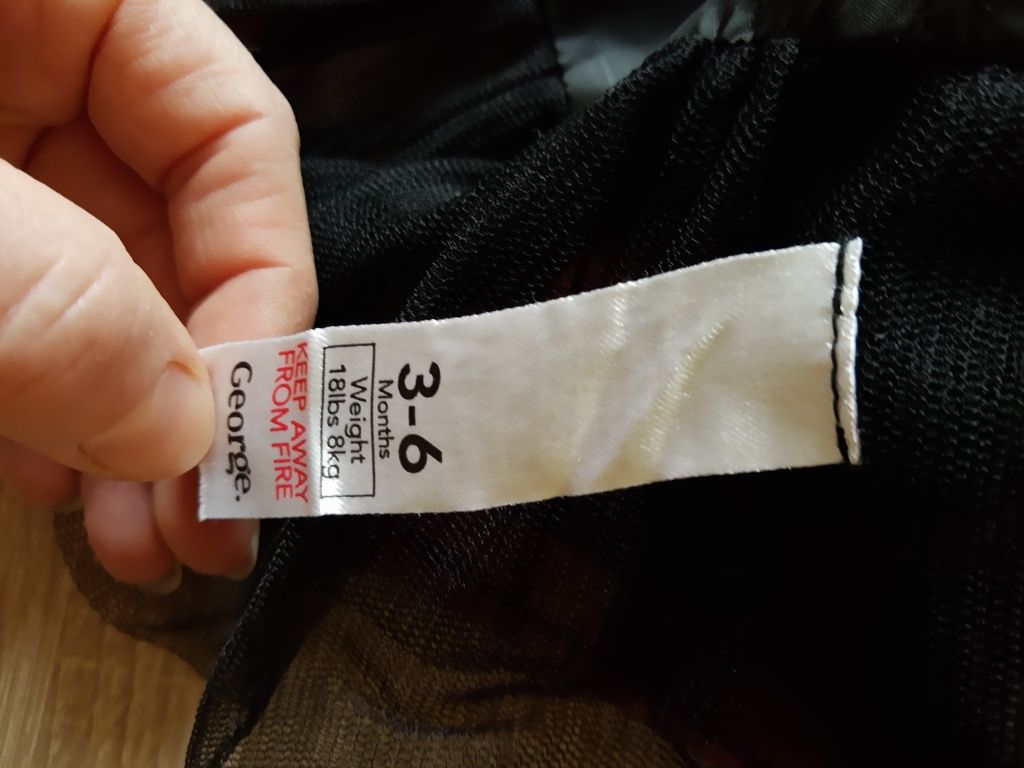 George.
KEEP AWAY
FROM FIRE
3-6
Months
Weight
18lbs 8kg